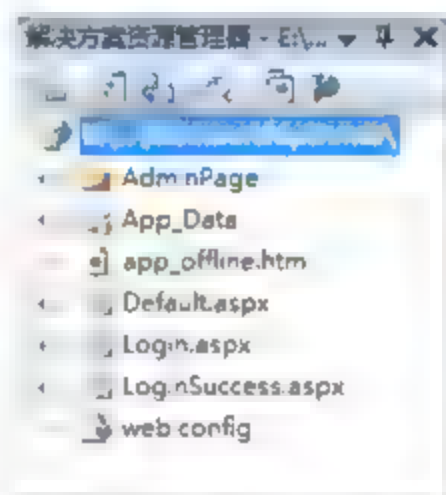 解决方案资源管理器 - E:\...
AdminPage
App_Data
app_offline.htm
Default.aspx
Login.aspx
LoginSuccess.aspx
web.config